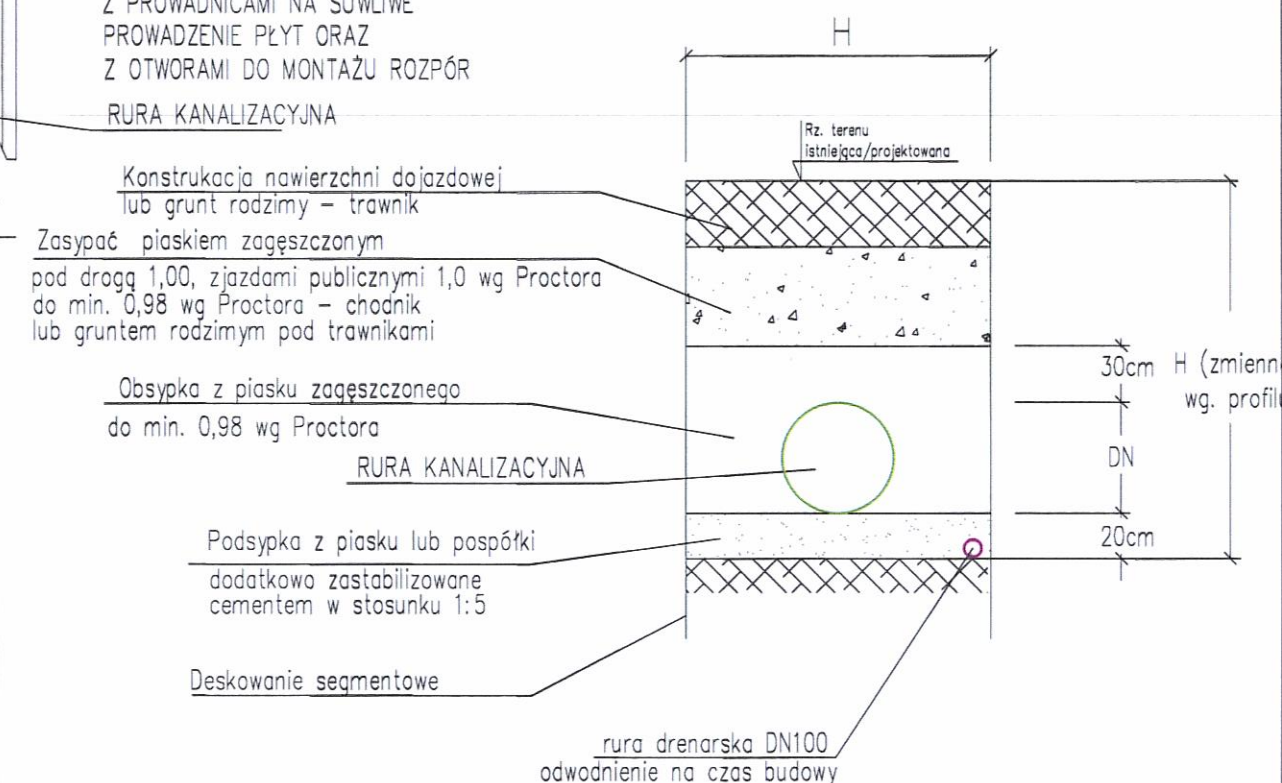 Z PROWADNICAMI NA SUWLIWE
PROWADZENIE PŁYT ORAZ
Z OTWORAMI DO MONTAŻU ROZPÓR
RURA KANALIZACYJNA
H
Rz. terenu
istniejąca/projektowana
Konstrukacja nawierzchni dojazdowej
lub grunt rodzimy – trawnik
Zasypać piaskiem zagęszczonym
pod drogą 1,00, zjazdami publicznymi 1,0 wg Proctora
do min. 0,98 wg Proctora – chodnik
lub gruntem rodzimym pod trawnikami
30cm
H (zmienn
wg. profilu
Obsypka z piasku zagęszczonego
do min. 0,98 wg Proctora
DN
RURA KANALIZACYJNA
20cm
Podsypka z piasku lub pospółki
dodatkowo zastabilizowane
cementem w stosunku 1:5
Deskowanie segmentowe
rura drenarska DN100
odwodnienie na czas budowy